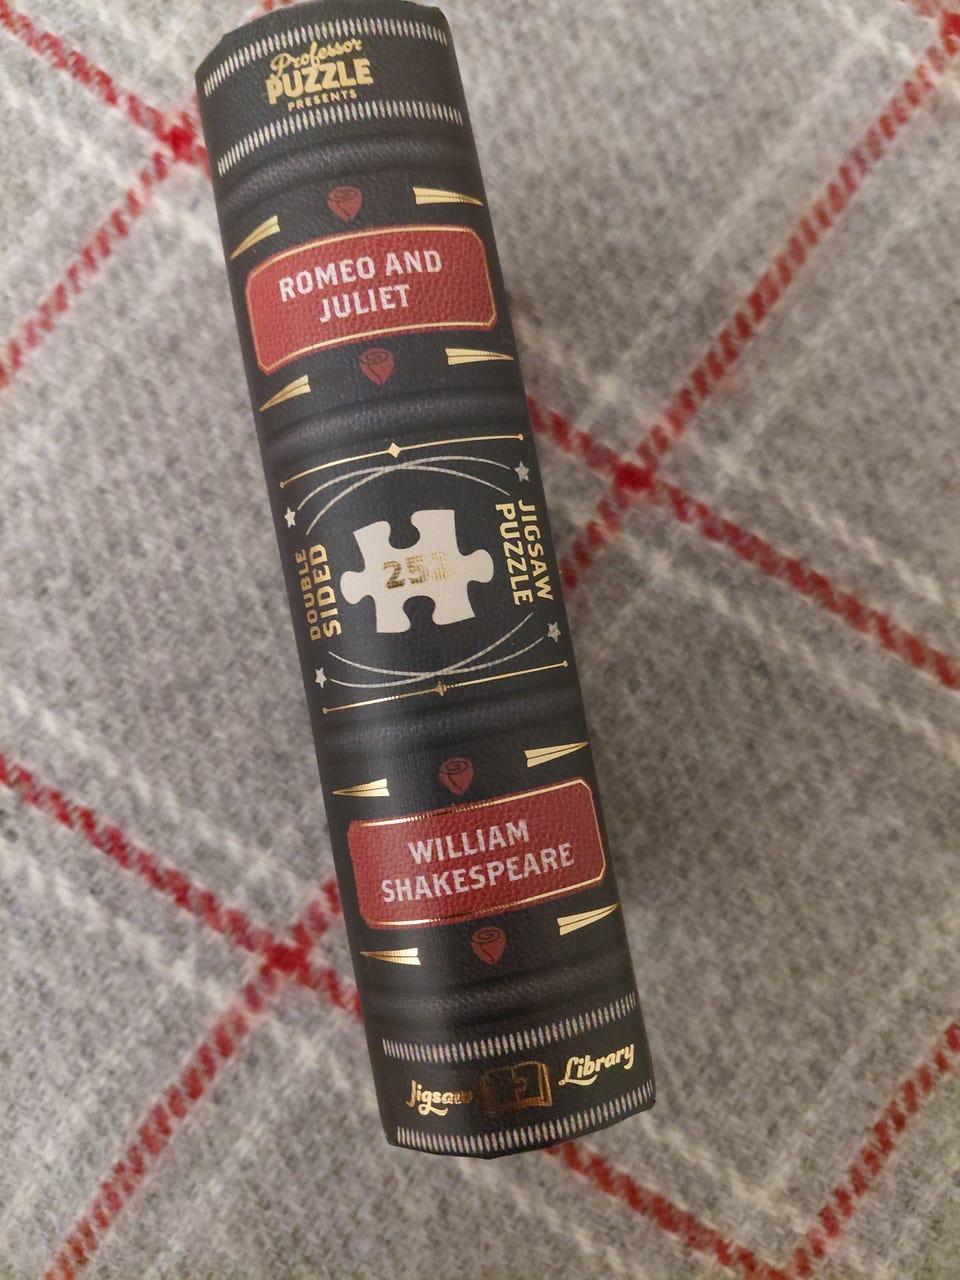 Professor
PUZZLE
PRESENTS
ROMEO AND
JULIET
DOUBLE
SIDED
252
JIGSAW
PUZZLE
WILLIAM
SHAKESPEARE
Jigsaw Library